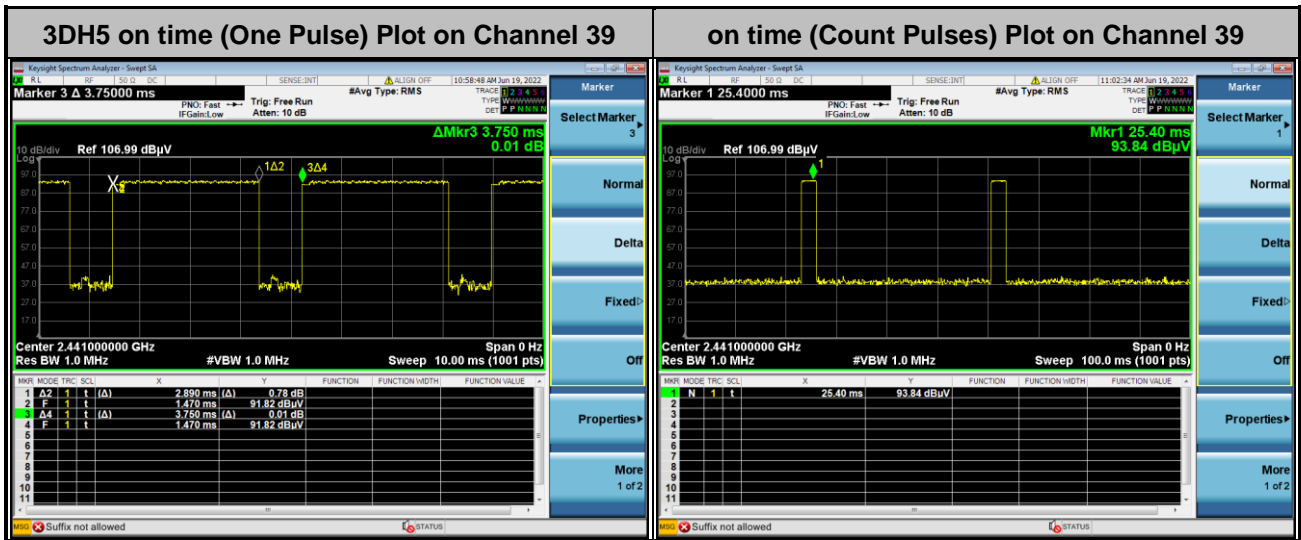 3DH5 on time (One Pulse) Plot on Channel 39
on time (Count Pulses) Plot on Channel 39
Keysight Spectrum Analyzer - Swept SA
RL RF 50 Ω DC SENSE:INT ALIGN OFF 10:58:48 AM Jun 19, 2022
Marker 3 Δ 3.75000 ms
#Avg Type: RMS
TRACE 1 2 3 4 5 6
TYPE WWWWWW
DET P P N N N N
PNO: Fast
IFGain:Low
Trig: Free Run
Atten: 10 dB
ΔMkr3 3.750 ms
0.01 dB
10 dB/div Ref 106.99 dBµV
Log
97.0
87.0
77.0
67.0
57.0
47.0
37.0
27.0
17.0
1Δ2
3Δ4
X
Center 2.441000000 GHz Span 0 Hz
Res BW 1.0 MHz #VBW 1.0 MHz Sweep 10.00 ms (1001 pts)
MKR MODE TRC SCL X Y FUNCTION FUNCTION WIDTH FUNCTION VALUE
1 Δ2 1 t (Δ) 2.890 ms (Δ) 0.78 dB
2 F 1 t 1.470 ms 91.82 dBµV
3 Δ4 1 t (Δ) 3.750 ms (Δ) 0.01 dB
4 F 1 t 1.470 ms 91.82 dBµV
5
6
7
8
9
10
11
MSG Suffix not allowed STATUS
Marker
Select Marker
3
Normal
Delta
Fixed
Off
Properties
More
1 of 2
Keysight Spectrum Analyzer - Swept SA
RL RF 50 Ω DC SENSE:INT ALIGN OFF 11:02:34 AM Jun 19, 2022
Marker 1 25.4000 ms
#Avg Type: RMS
TRACE 1 2 3 4 5 6
TYPE WWWWWW
DET P P N N N N
PNO: Fast
IFGain:Low
Trig: Free Run
Atten: 10 dB
Mkr1 25.40 ms
93.84 dBµV
10 dB/div Ref 106.99 dBµV
Log
97.0
87.0
77.0
67.0
57.0
47.0
37.0
27.0
17.0
1
Center 2.441000000 GHz Span 0 Hz
Res BW 1.0 MHz #VBW 1.0 MHz Sweep 100.0 ms (1001 pts)
MKR MODE TRC SCL X Y FUNCTION FUNCTION WIDTH FUNCTION VALUE
1 N 1 t 25.40 ms 93.84 dBµV
2
3
4
5
6
7
8
9
10
11
MSG Suffix not allowed STATUS
Marker
Select Marker
1
Normal
Delta
Fixed
Off
Properties
More
1 of 2